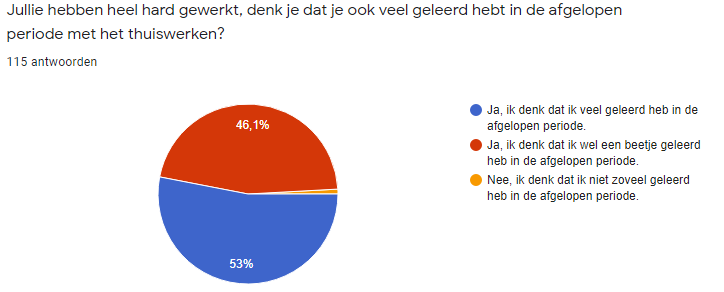 Jullie hebben heel hard gewerkt, denk je dat je ook veel geleerd hebt in de afgelopen
periode met het thuiswerken?
115 antwoorden
46,1%
53%
Ja, ik denk dat ik veel geleerd heb in de
afgelopen periode.
Ja, ik denk dat ik wel een beetje geleerd
heb in de afgelopen periode.
Nee, ik denk dat ik niet zoveel geleerd
heb in de afgelopen periode.